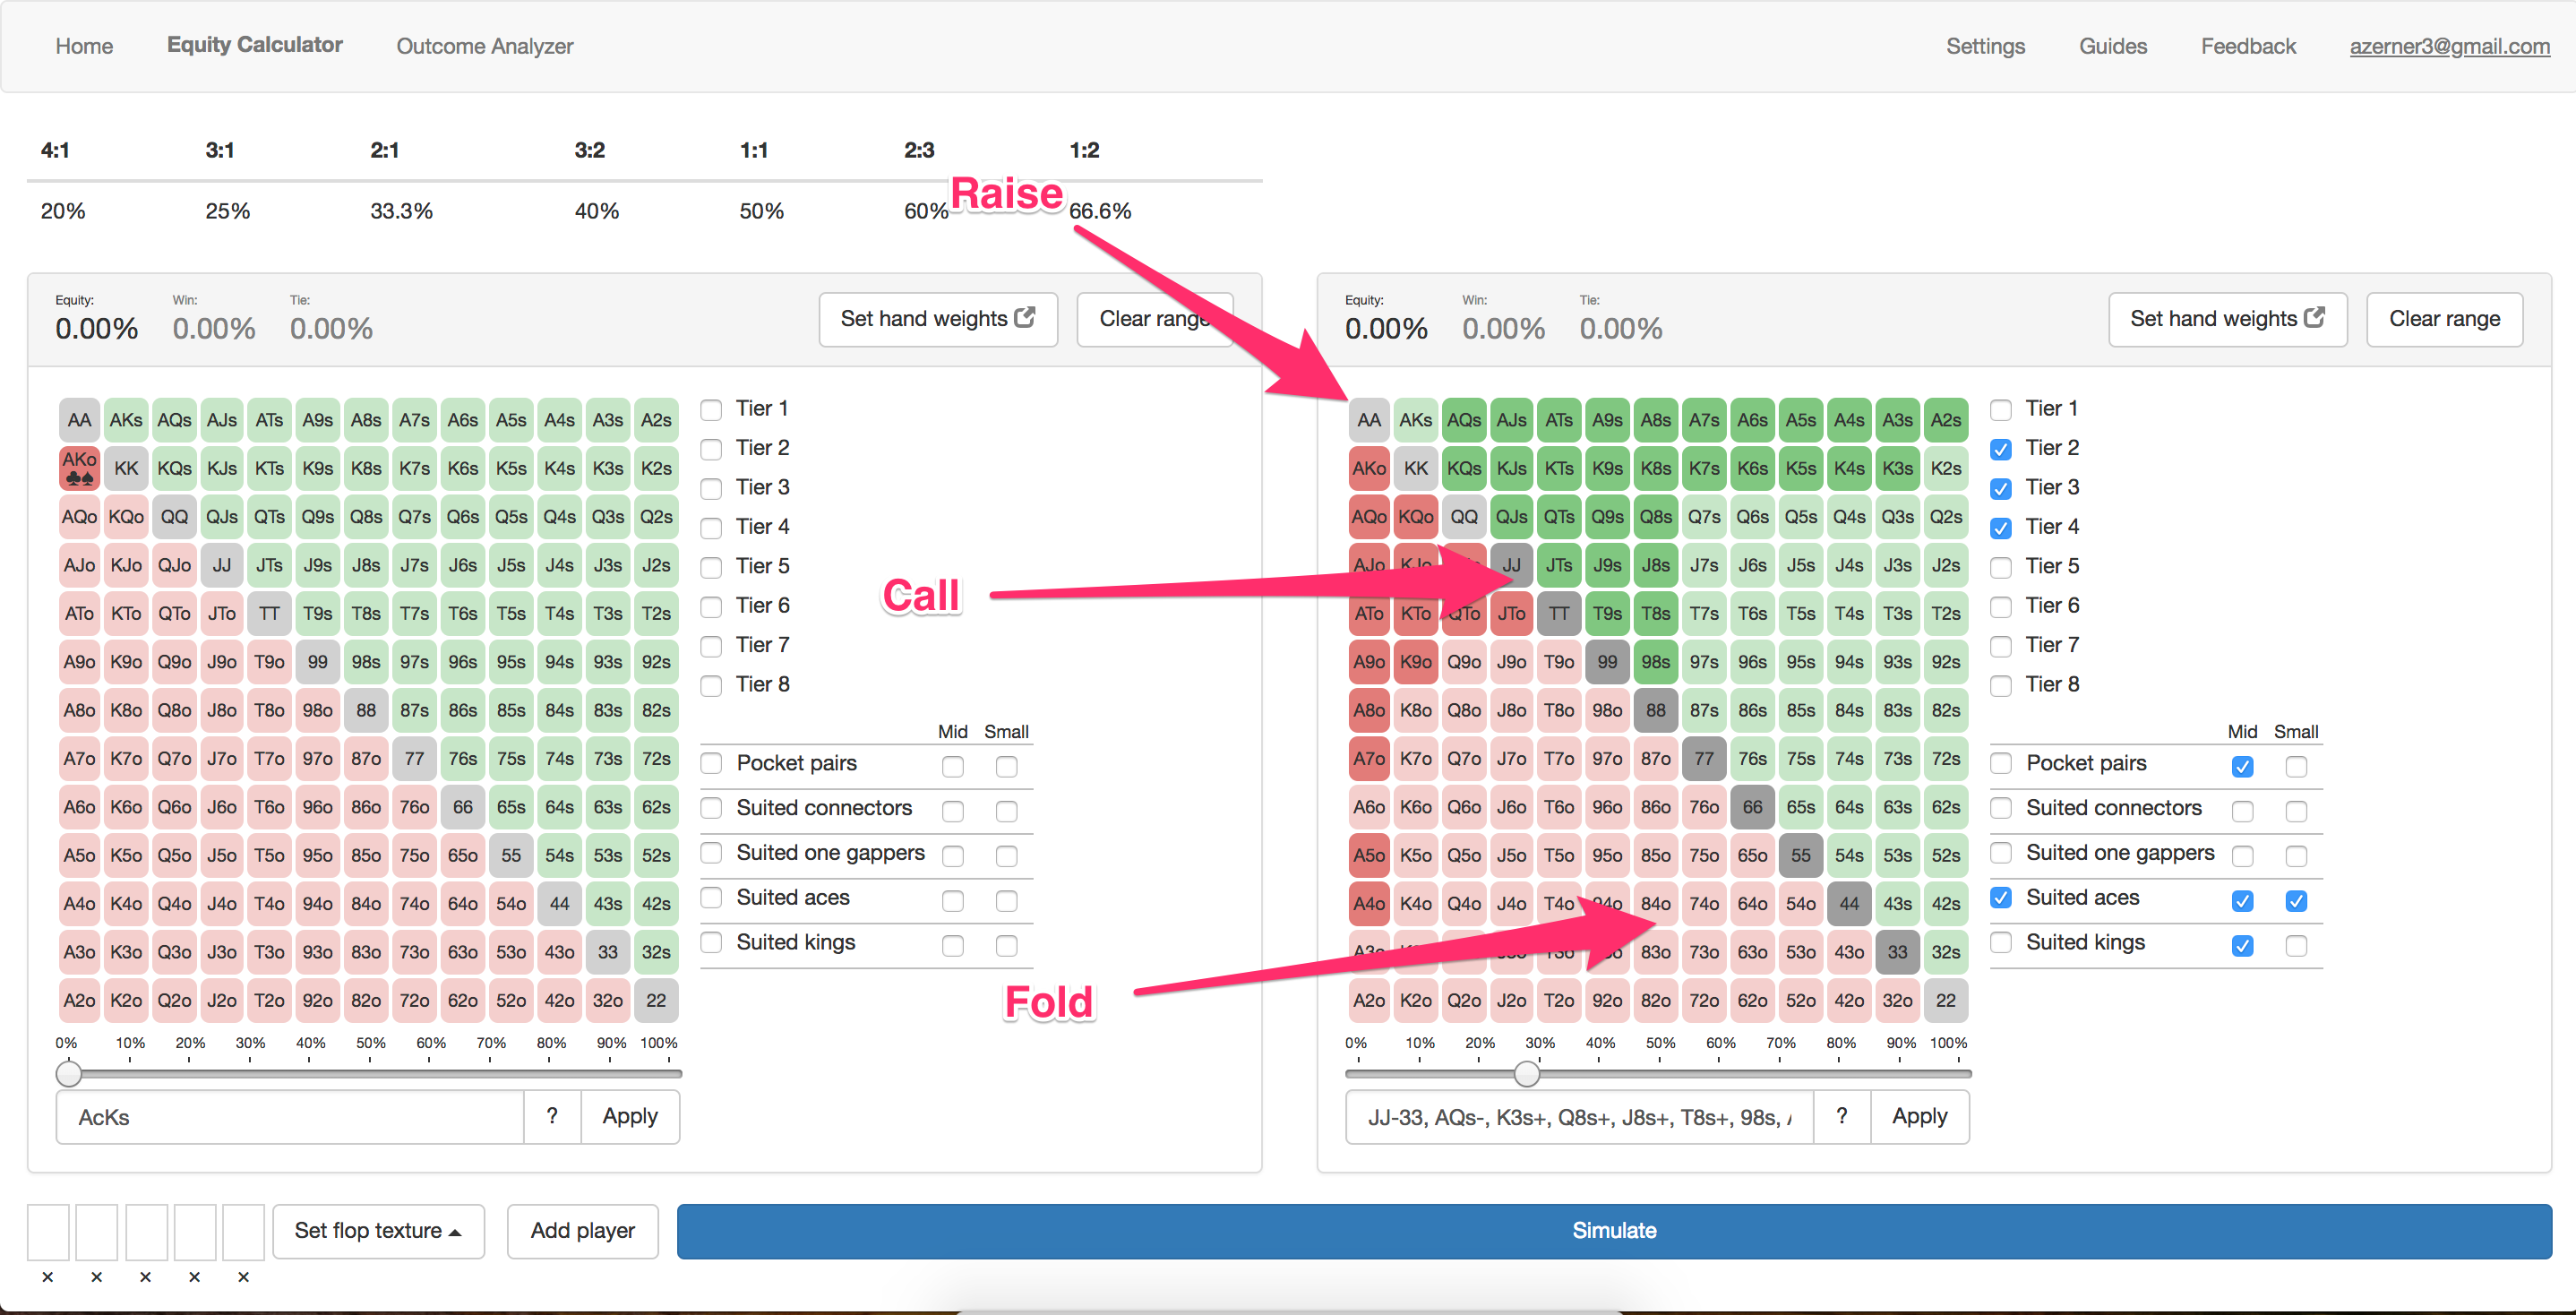 Home Equity Calculator Outcome Analyzer Settings Guides Feedback azerner3@gmail.com
4:1 3:1 2:1 3:2 1:1 2:3 1:2
20% 25% 33.3% 40% 50% 60% 66.6%
Raise
Equity: Win: Tie:
0.00% 0.00% 0.00%
Set hand weights Clear range
AA AKs AQs AJs ATs A9s A8s A7s A6s A5s A4s A3s A2s
AKo KK KQs KJs KTs K9s K8s K7s K6s K5s K4s K3s K2s
AQo KQo QQ QJs QTs Q9s Q8s Q7s Q6s Q5s Q4s Q3s Q2s
AJo KJo QJo JJ JTs J9s J8s J7s J6s J5s J4s J3s J2s
ATo KTo QTo JTo TT T9s T8s T7s T6s T5s T4s T3s T2s
A9o K9o Q9o J9o T9o 99 98s 97s 96s 95s 94s 93s 92s
A8o K8o Q8o J8o T8o 98o 88 87s 86s 85s 84s 83s 82s
A7o K7o Q7o J7o T7o 97o 87o 77 76s 75s 74s 73s 72s
A6o K6o Q6o J6o T6o 96o 86o 76o 66 65s 64s 63s 62s
A5o K5o Q5o J5o T5o 95o 85o 75o 65o 55 54s 53s 52s
A4o K4o Q4o J4o T4o 94o 84o 74o 64o 54o 44 43s 42s
A3o K3o Q3o J3o T3o 93o 83o 73o 63o 53o 43o 33 32s
A2o K2o Q2o J2o T2o 92o 82o 72o 62o 52o 42o 32o 22
0% 10% 20% 30% 40% 50% 60% 70% 80% 90% 100%
AcKs ? Apply
Tier 1
Tier 2
Tier 3
Tier 4
Tier 5
Tier 6
Tier 7
Tier 8
Mid Small
Pocket pairs
Suited connectors
Suited one gappers
Suited aces
Suited kings
Call
Fold
Equity: Win: Tie:
0.00% 0.00% 0.00%
Set hand weights Clear range
AA AKs AQs AJs ATs A9s A8s A7s A6s A5s A4s A3s A2s
AKo KK KQs KJs KTs K9s K8s K7s K6s K5s K4s K3s K2s
AQo KQo QQ QJs QTs Q9s Q8s Q7s Q6s Q5s Q4s Q3s Q2s
AJo KJo JJ JTs J9s J8s J7s J6s J5s J4s J3s J2s
ATo KTo QTo JTo TT T9s T8s T7s T6s T5s T4s T3s T2s
A9o K9o Q9o J9o T9o 99 98s 97s 96s 95s 94s 93s 92s
A8o K8o Q8o J8o T8o 98o 88 87s 86s 85s 84s 83s 82s
A7o K7o Q7o J7o T7o 97o 87o 77 76s 75s 74s 73s 72s
A6o K6o Q6o J6o T6o 96o 86o 76o 66 65s 64s 63s 62s
A5o K5o Q5o J5o T5o 95o 85o 75o 65o 55 54s 53s 52s
A4o K4o Q4o J4o T4o 94o 84o 74o 64o 54o 44 43s 42s
A3o J3o T3o 83o 73o 63o 53o 43o 33 32s
A2o K2o Q2o J2o T2o 92o 82o 72o 62o 52o 42o 32o 22
0% 10% 20% 30% 40% 50% 60% 70% 80% 90% 100%
JJ-33, AQs-, K3s+, Q8s+, J8s+, T8s+, 98s, ? Apply
Tier 1
Tier 2
Tier 3
Tier 4
Tier 5
Tier 6
Tier 7
Tier 8
Mid Small
Pocket pairs
Suited connectors
Suited one gappers
Suited aces
Suited kings
Set flop texture Add player Simulate
× × × × ×